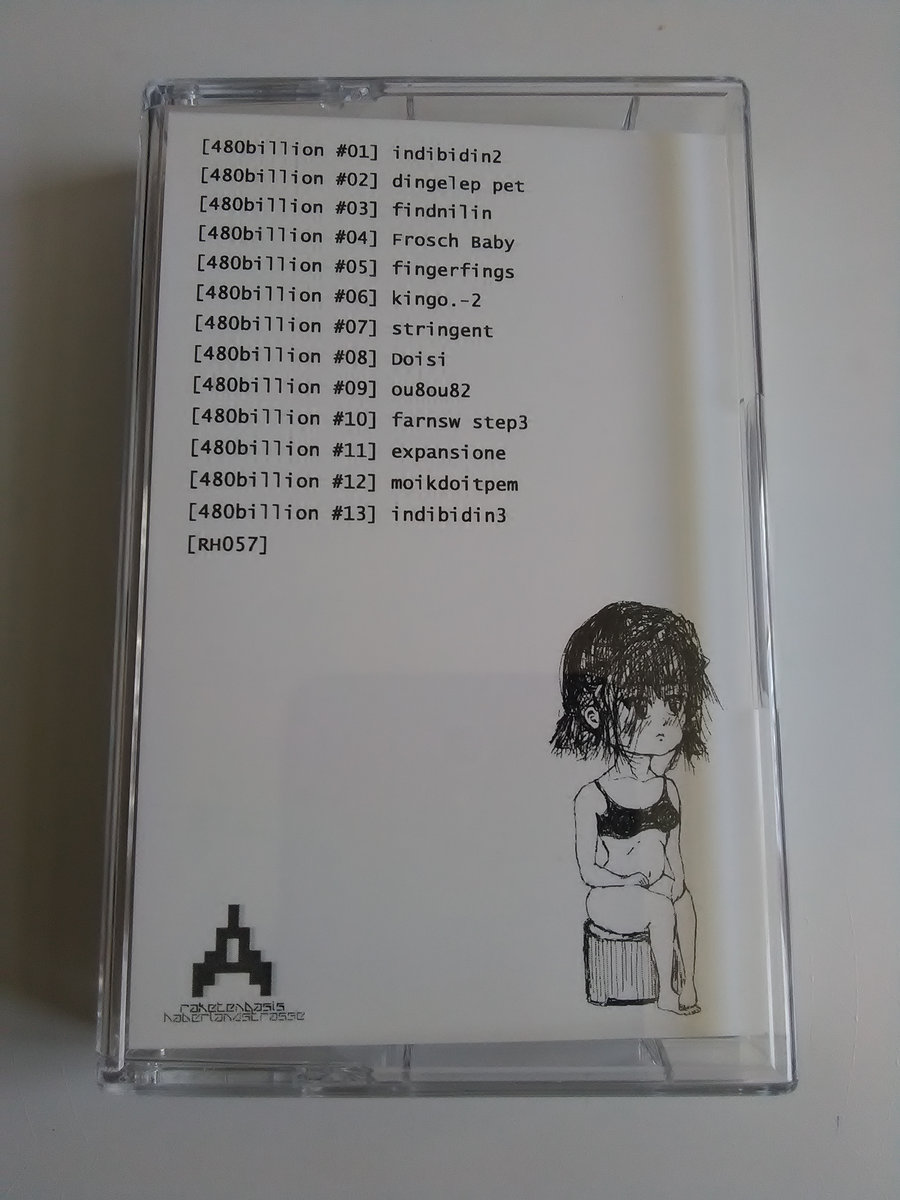 [480billion #01] indibidin2
[480billion #02] dingelep pet
[480billion #03] findnilin
[480billion #04] Frosch Baby
[480billion #05] fingerfings
[480billion #06] kingo.-2
[480billion #07] stringent
[480billion #08] Doisi
[480billion #09] ou8ou82
[480billion #10] farnsw step3
[480billion #11] expansione
[480billion #12] moikdoitpem
[480billion #13] indibidin3
[RH057]
raketenbasis
haberlandstrasse